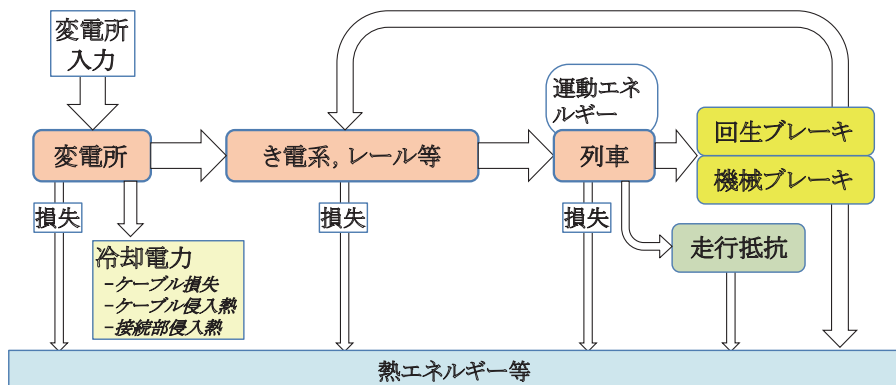 変電所
入力
運動エネ
ルギー
回生ブレーキ
変電所
き電系, レール等
列車
機械ブレーキ
損失
損失
損失
冷却電力
-ケーブル損失
-ケーブル侵入熱
-接続部侵入熱
走行抵抗
熱エネルギー等